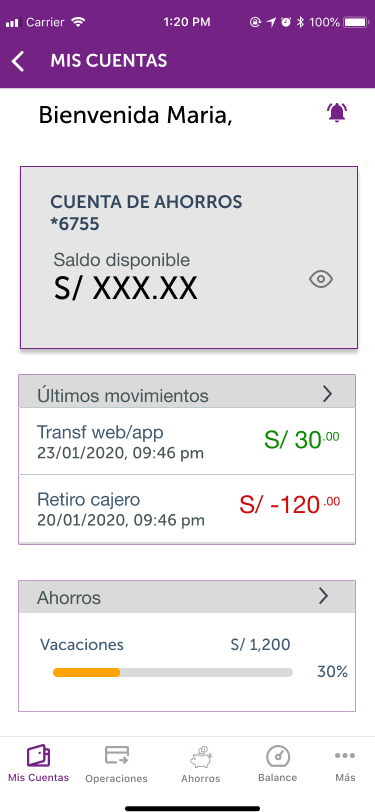 Carrier 1:20 PM 100%
MIS CUENTAS
Bienvenida Maria,
CUENTA DE AHORROS
*6755
Saldo disponible
S/ XXX.XX
Últimos movimientos
Transf web/app S/ 30.00
23/01/2020, 09:46 pm
Retiro cajero S/ -120.00
20/01/2020, 09:46 pm
Ahorros
Vacaciones S/ 1,200
30%
Mis Cuentas Operaciones Ahorros Balance Más